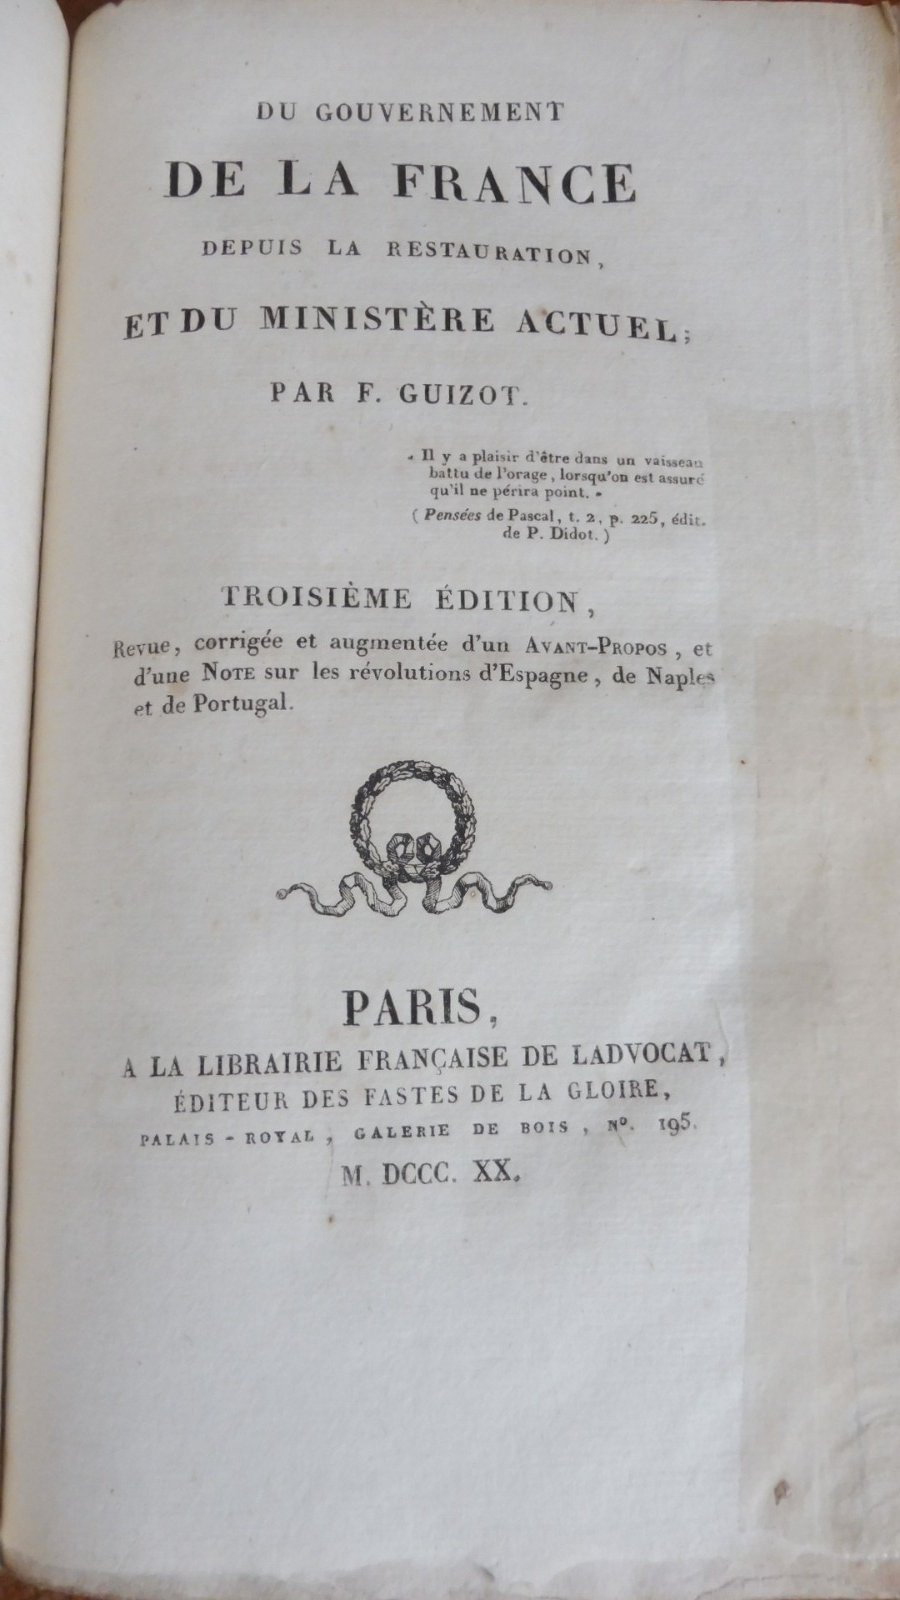 DU GOUVERNEMENT
DE LA FRANCE
DEPUIS LA RESTAURATION,
ET DU MINISTÈRE ACTUEL;
PAR F. GUIZOT.
« Il y a plaisir d'être dans un vaisseau
battu de l'orage, lorsqu'on est assuré
qu'il ne périra point. »
(Pensées de Pascal, t. 2, p. 225, édit.
de P. Didot.)
TROISIÈME ÉDITION,
Revue, corrigée et augmentée d'un AVANT-PROPOS, et
d'une NOTE sur les révolutions d'Espagne, de Naples
et de Portugal.
PARIS,
A LA LIBRAIRIE FRANÇAISE DE LADVOCAT,
ÉDITEUR DES FASTES DE LA GLOIRE,
PALAIS-ROYAL, GALERIE DE BOIS, Nº. 195.
M. DCCC. XX.